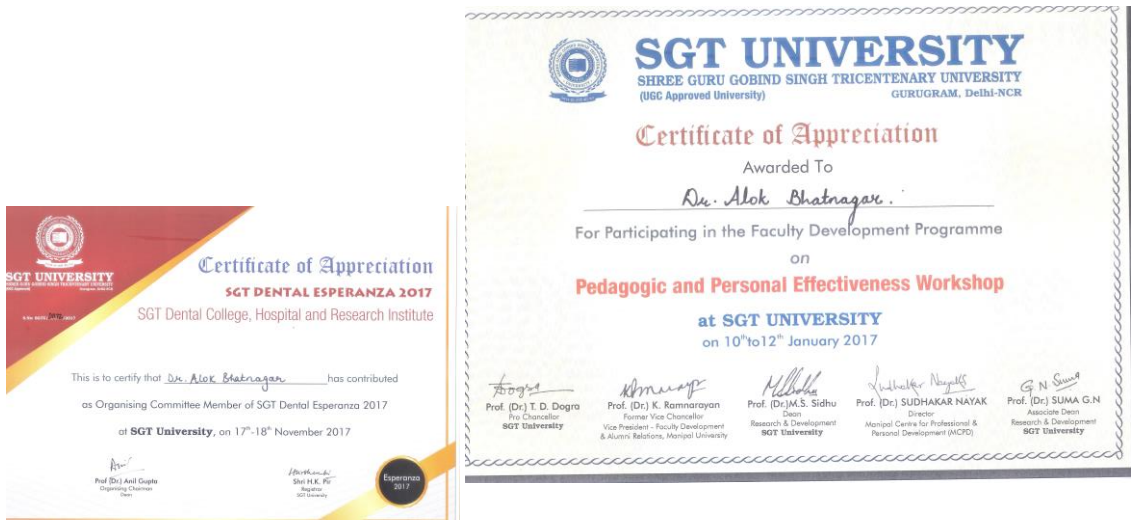 SGT UNIVERSITY
SHREE GURU GOBIND SINGH TRICENTENARY UNIVERSITY
(UGC Approved University) GURUGRAM, Delhi-NCR
Certificate of Appreciation
Awarded To
Dr. Alok Bhatnagar.
For Participating in the Faculty Development Programme
on
Pedagogic and Personal Effectiveness Workshop
at SGT UNIVERSITY
on 10th to 12th January 2017
Prof. (Dr.) T. D. Dogra
Pro Chancellor
SGT University
Prof. (Dr.) K. Ramnarayan
Former Vice Chancellor
Vice President - Faculty Development
& Alumni Relations, Manipal University
Prof. (Dr.)M.S. Sidhu
Dean
Research & Development
SGT University
Prof. (Dr.) SUDHAKAR NAYAK
Director
Manipal Centre for Professional &
Personal Development (MCPD)
G N Suma
Prof. (Dr.) SUMA G.N
Associate Dean
Research & Development
SGT University
SGT UNIVERSITY
Certificate of Appreciation
SGT DENTAL ESPERANZA 2017
SGT Dental College, Hospital and Research Institute
This is to certify that Dr. Alok Bhatnagar has contributed
as Organising Committee Member of SGT Dental Esperanza 2017
at SGT University, on 17th-18th November 2017
Prof (Dr.) Anil Gupta
Organising Chairman
Dean
Shri H.K. Pir
Registrar
SGT University
Esperanza
2017